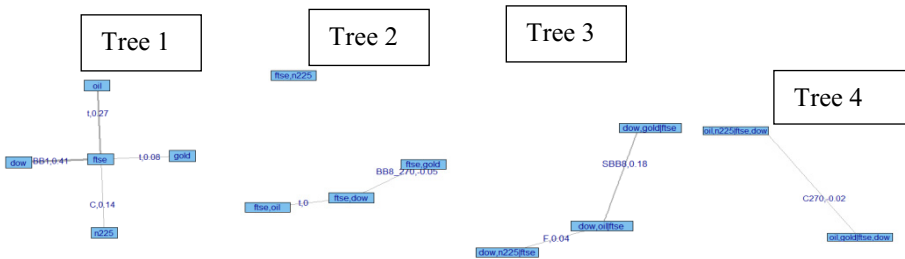 Tree 1
oil
t,0.27
dow
BB1,0.41
ftse
t,0.08
gold
C,0.14
n225
Tree 2
ftse,n225
ftse,gold
BB8_270,-0.05
ftse,dow
t,0
ftse,oil
Tree 3
dow,gold|ftse
SBB8,0.18
dow,oil|ftse
F,0.04
dow,n225|ftse
Tree 4
oil,n225|ftse,dow
C270,-0.02
oil,gold|ftse,dow